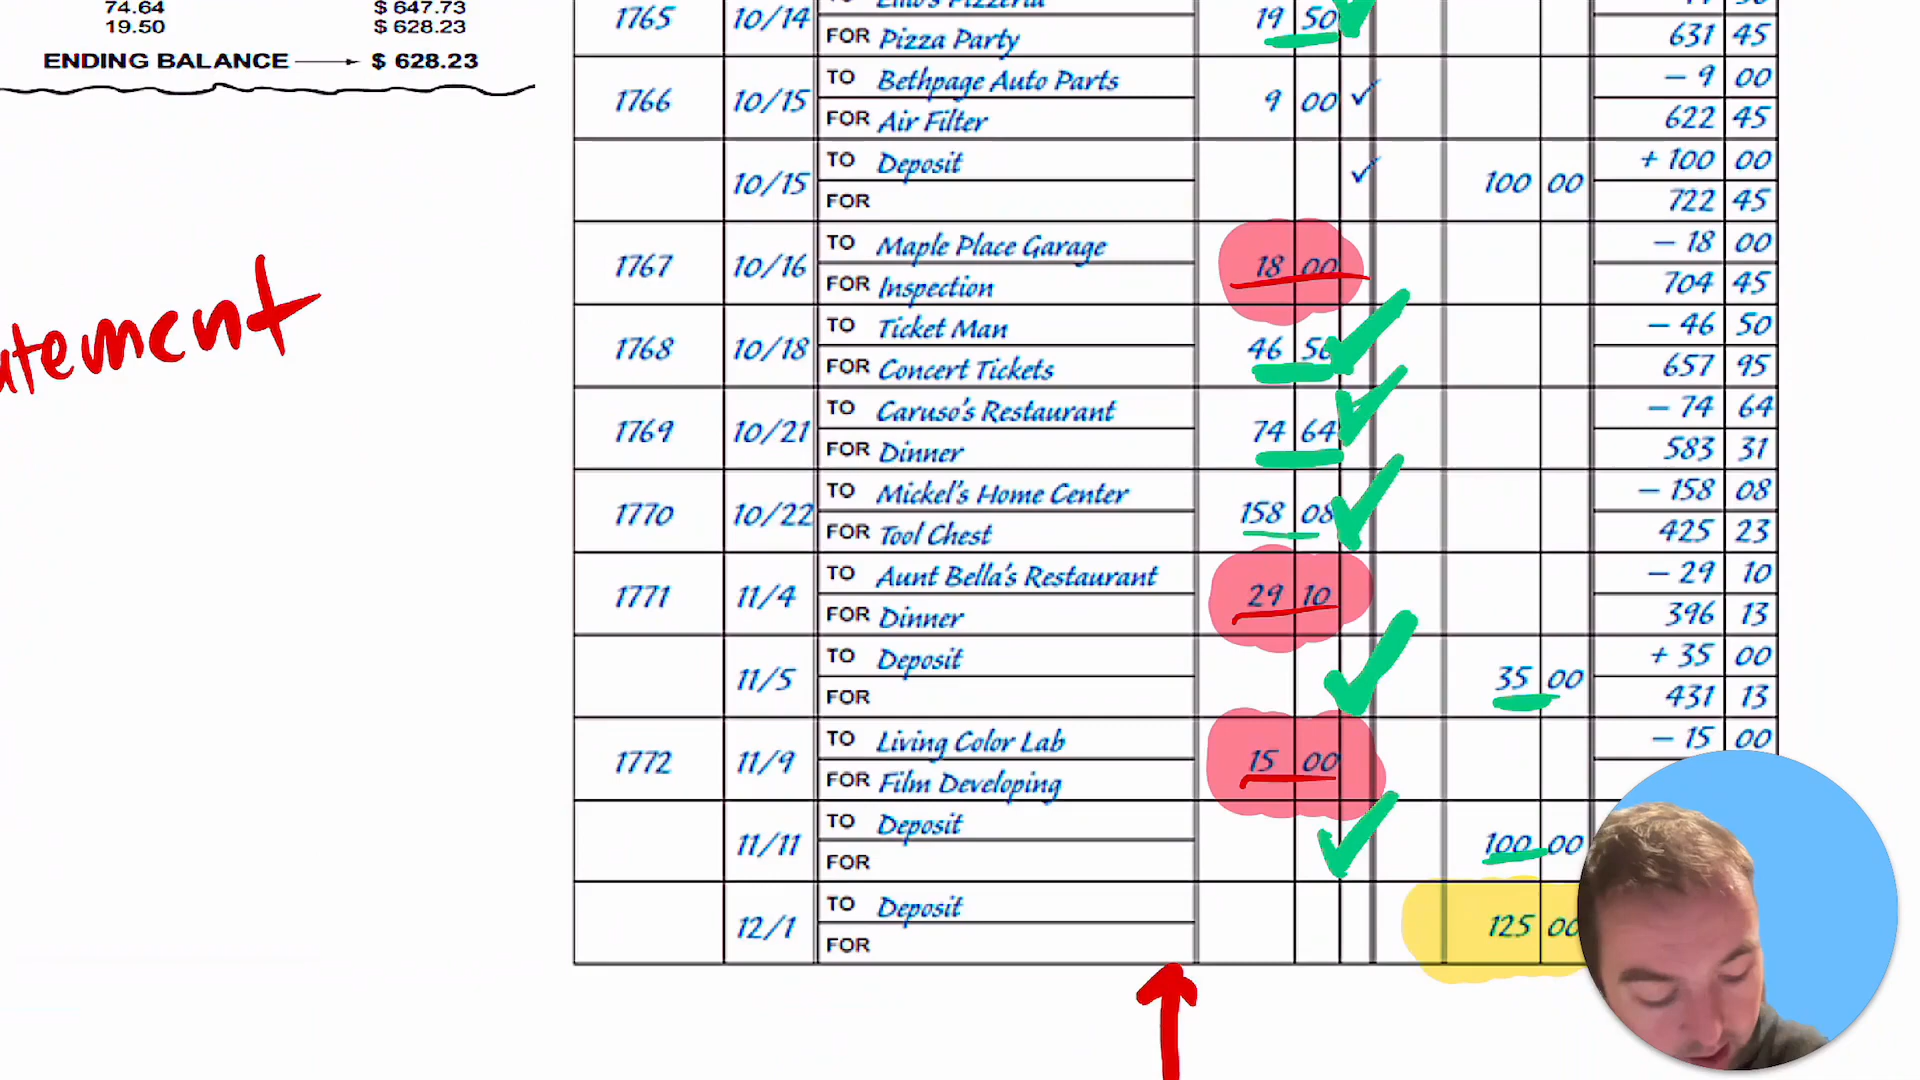 74.64 $ 647.73
19.50 $ 628.23
ENDING BALANCE $ 628.23
1765 10/14 19 50
FOR Pizza Party 631 45
TO Bethpage Auto Parts – 9 00
1766 10/15 9 00 ✓
FOR Air Filter 622 45
TO Deposit + 100 00
10/15 ✓ 100 00
FOR 722 45
TO Maple Place Garage – 18 00
1767 10/16 18 00
FOR Inspection 704 45
TO Ticket Man – 46 50
1768 10/18 46 50
FOR Concert Tickets 657 95
TO Caruso's Restaurant – 74 64
1769 10/21 74 64
FOR Dinner 583 31
TO Mickel's Home Center – 158 08
1770 10/22 158 08
FOR Tool Chest 425 23
TO Aunt Bella's Restaurant – 29 10
1771 11/4 29 10
FOR Dinner 396 13
TO Deposit + 35 00
11/5 35 00
FOR 431 13
TO Living Color Lab – 15 00
1772 11/9 15 00
FOR Film Developing
TO Deposit
11/11 100 00
FOR
TO Deposit
12/1 125 00
FOR